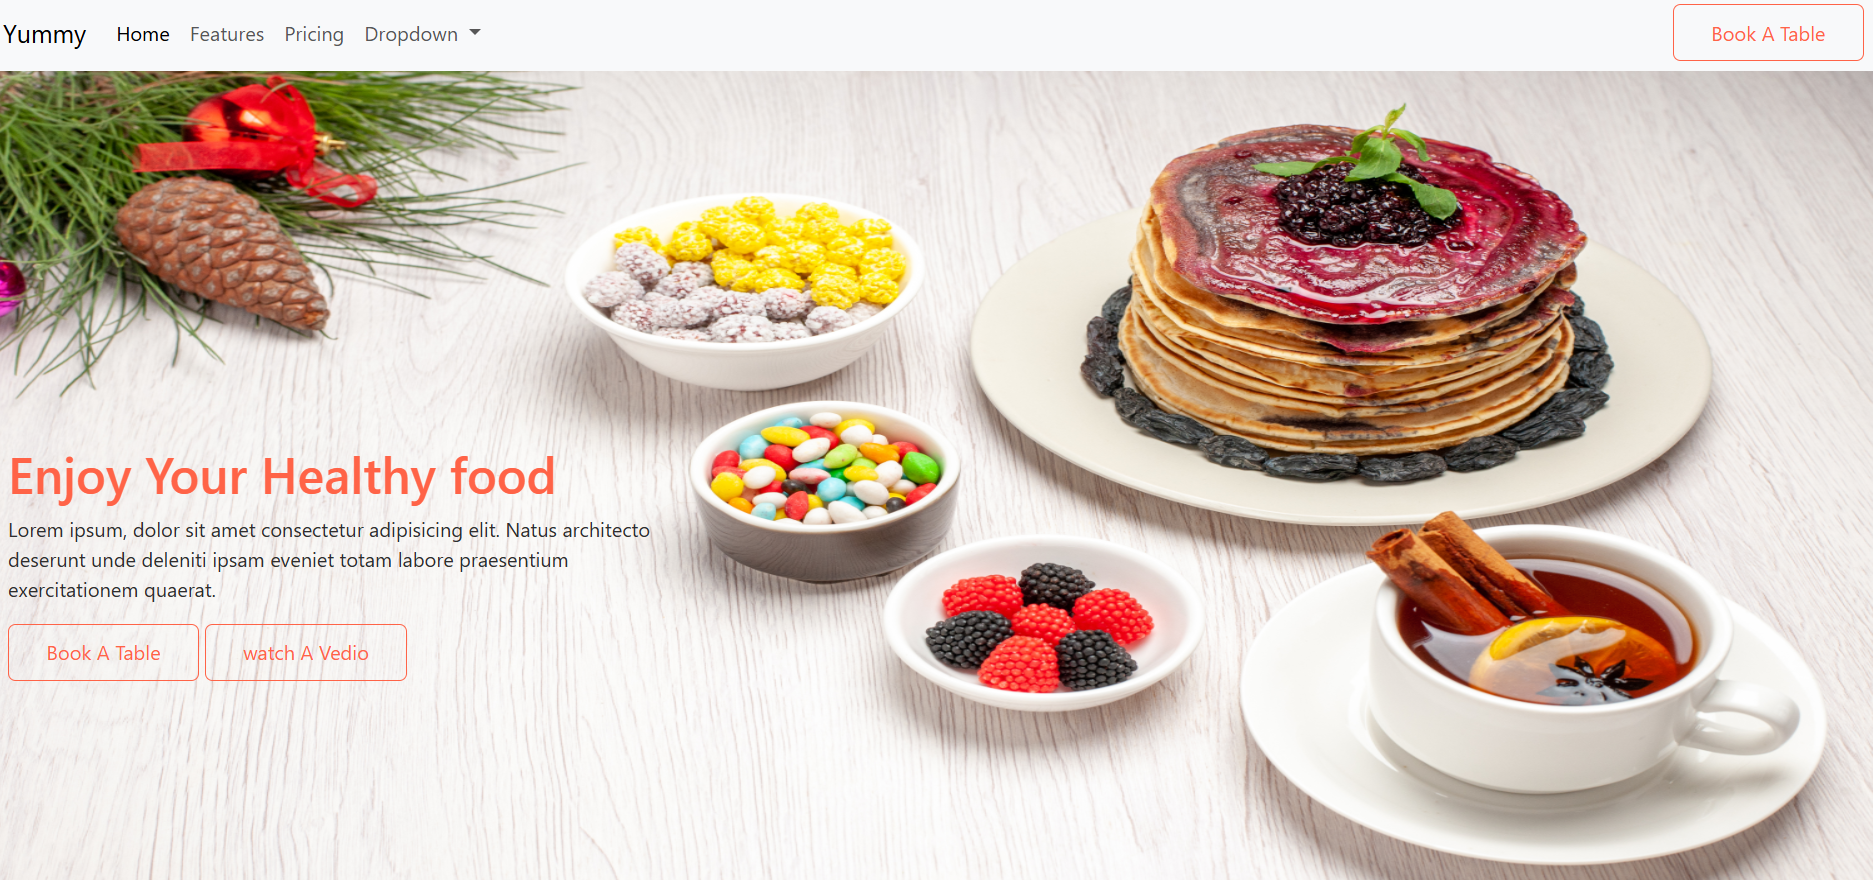 Yummy Home Features Pricing Dropdown Book A Table
Enjoy Your Healthy food
Lorem ipsum, dolor sit amet consectetur adipisicing elit. Natus architecto
deserunt unde deleniti ipsam eveniet totam labore praesentium
exercitationem quaerat.
Book A Table watch A Vedio